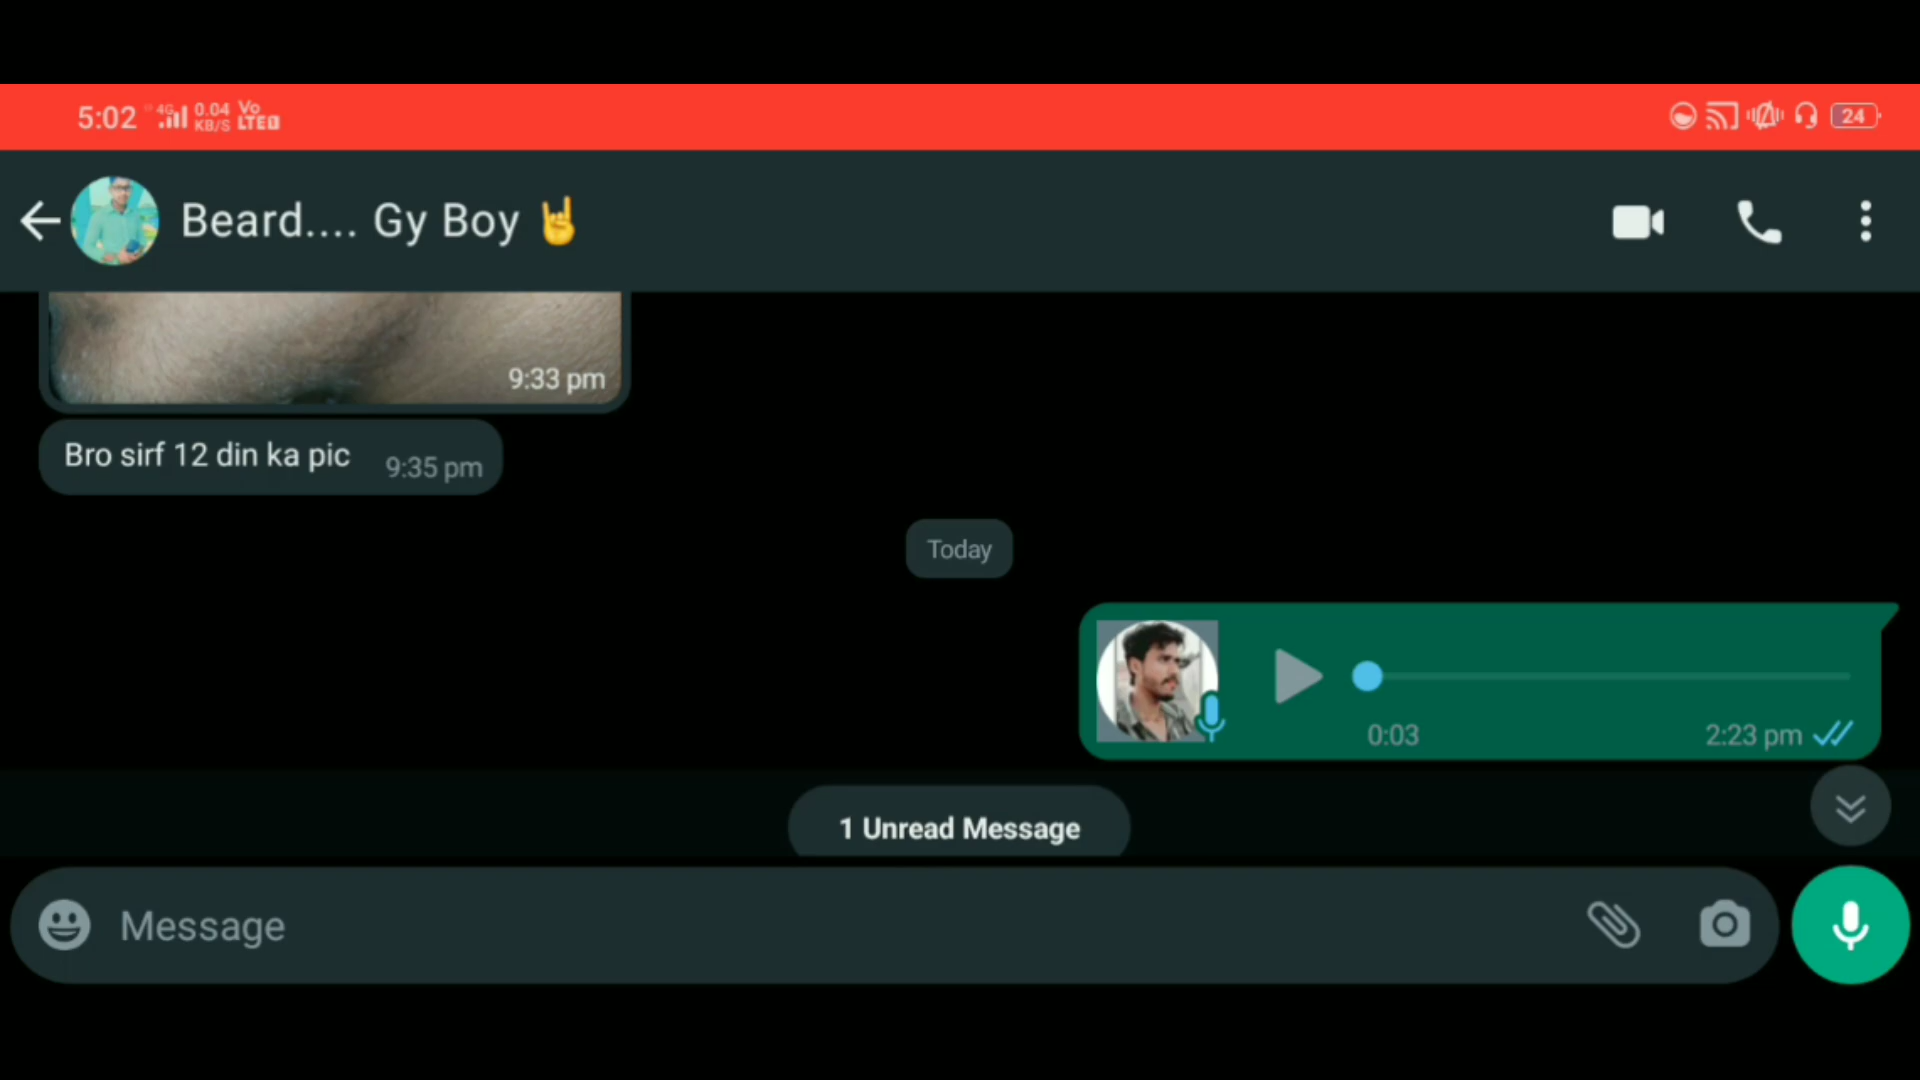 5:02 4G 0.04 KB/S Vo LTE 24
Beard.... Gy Boy 🤘
9:33 pm
Bro sirf 12 din ka pic 9:35 pm
Today
0:03 2:23 pm
1 Unread Message
Message